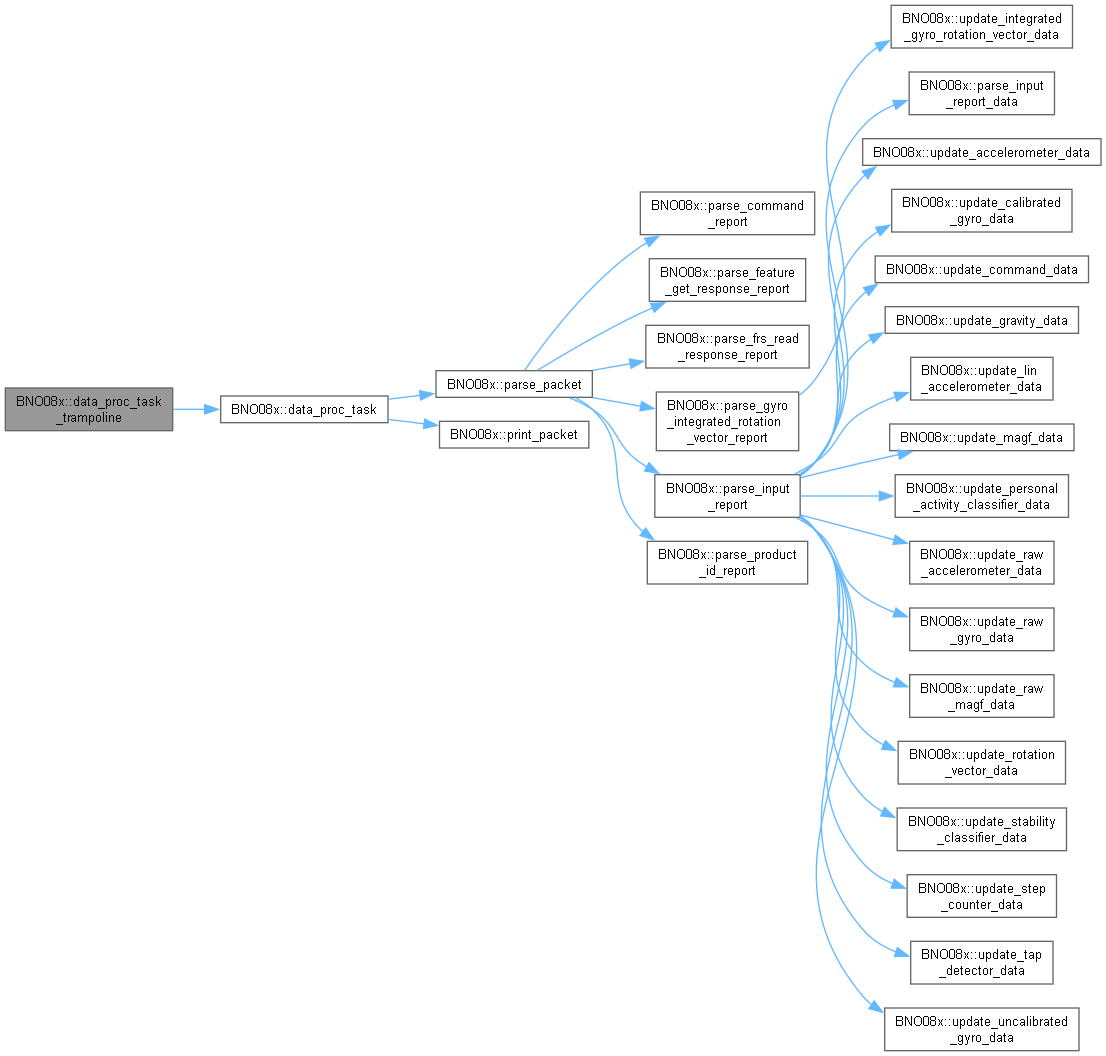 BNO08x::data_proc_task
_trampoline
BNO08x::data_proc_task
BNO08x::parse_packet
BNO08x::print_packet
BNO08x::parse_command
_report
BNO08x::parse_feature
_get_response_report
BNO08x::parse_frs_read
_response_report
BNO08x::parse_gyro
_integrated_rotation
_vector_report
BNO08x::parse_input
_report
BNO08x::parse_product
_id_report
BNO08x::update_integrated
_gyro_rotation_vector_data
BNO08x::parse_input
_report_data
BNO08x::update_accelerometer_data
BNO08x::update_calibrated
_gyro_data
BNO08x::update_command_data
BNO08x::update_gravity_data
BNO08x::update_lin
_accelerometer_data
BNO08x::update_magf_data
BNO08x::update_personal
_activity_classifier_data
BNO08x::update_raw
_accelerometer_data
BNO08x::update_raw
_gyro_data
BNO08x::update_raw
_magf_data
BNO08x::update_rotation
_vector_data
BNO08x::update_stability
_classifier_data
BNO08x::update_step
_counter_data
BNO08x::update_tap
_detector_data
BNO08x::update_uncalibrated
_gyro_data